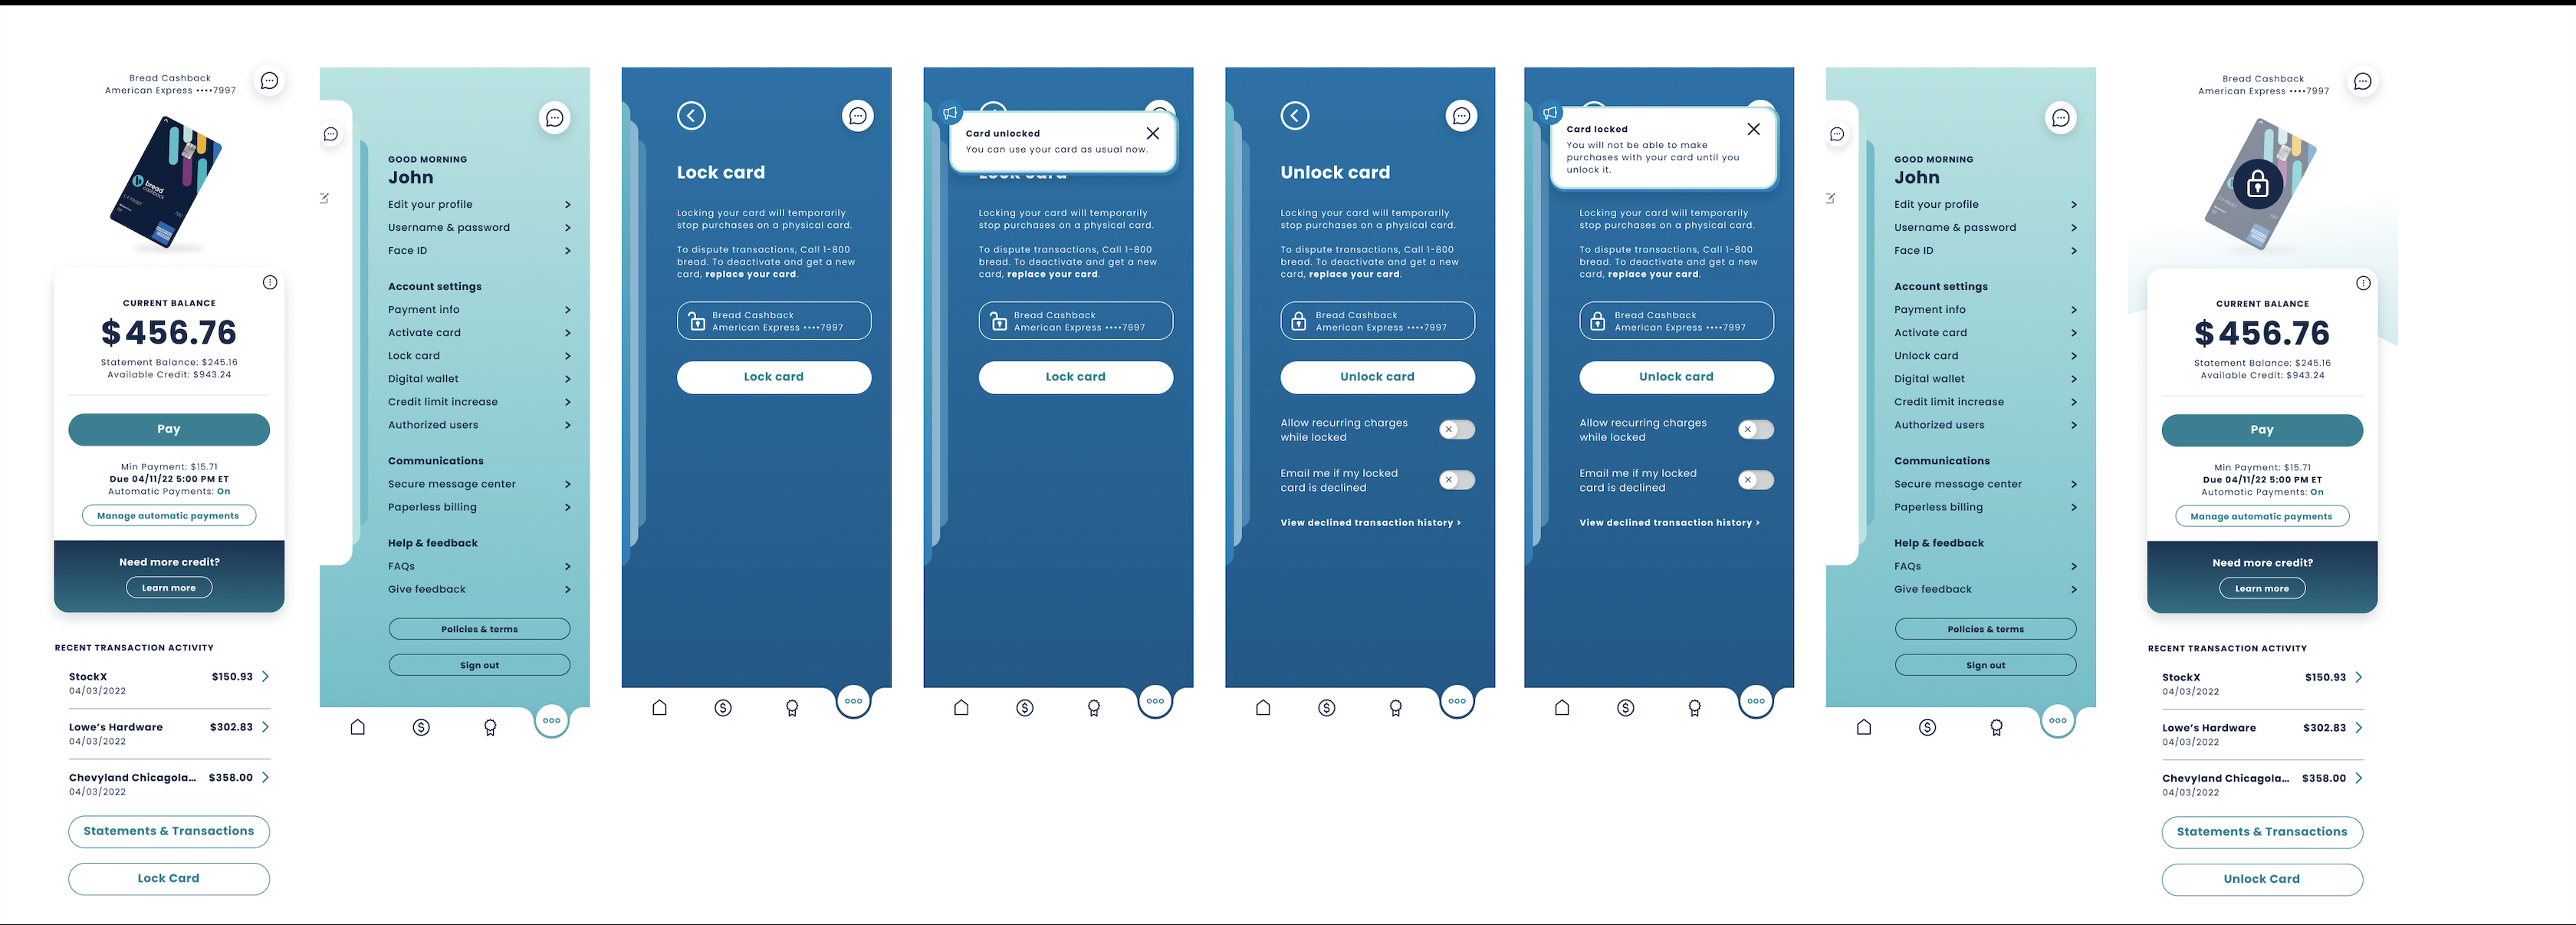 Bread Cashback
American Express ••••7997
bread
cashback
CURRENT BALANCE
$456.76
Statement Balance: $245.16
Available Credit: $943.24
Pay
Min Payment: $15.71
Due 04/11/22 5:00 PM ET
Automatic Payments: On
Manage automatic payments
Need more credit?
Learn more
RECENT TRANSACTION ACTIVITY
StockX $150.93
04/03/2022
Lowe's Hardware $302.83
04/03/2022
Chevyland Chicagola... $358.00
04/03/2022
Statements & Transactions
Lock Card
GOOD MORNING
John
Edit your profile
Username & password
Face ID
Account settings
Payment info
Activate card
Lock card
Digital wallet
Credit limit increase
Authorized users
Communications
Secure message center
Paperless billing
Help & feedback
FAQs
Give feedback
Policies & terms
Sign out
Lock card
Locking your card will temporarily
stop purchases on a physical card.
To dispute transactions, Call 1-800
bread. To deactivate and get a new
card, replace your card.
Bread Cashback
American Express ••••7997
Lock card
Card unlocked
You can use your card as usual now.
Lock card
Locking your card will temporarily
stop purchases on a physical card.
To dispute transactions, Call 1-800
bread. To deactivate and get a new
card, replace your card.
Bread Cashback
American Express ••••7997
Lock card
Unlock card
Locking your card will temporarily
stop purchases on a physical card.
To dispute transactions, Call 1-800
bread. To deactivate and get a new
card, replace your card.
Bread Cashback
American Express ••••7997
Unlock card
Allow recurring charges
while locked
Email me if my locked
card is declined
View declined transaction history >
Card locked
You will not be able to make
purchases with your card until you
unlock it.
Locking your card will temporarily
stop purchases on a physical card.
To dispute transactions, Call 1-800
bread. To deactivate and get a new
card, replace your card.
Bread Cashback
American Express ••••7997
Unlock card
Allow recurring charges
while locked
Email me if my locked
card is declined
View declined transaction history >
GOOD MORNING
John
Edit your profile
Username & password
Face ID
Account settings
Payment info
Activate card
Unlock card
Digital wallet
Credit limit increase
Authorized users
Communications
Secure message center
Paperless billing
Help & feedback
FAQs
Give feedback
Policies & terms
Sign out
Bread Cashback
American Express ••••7997
CURRENT BALANCE
$456.76
Statement Balance: $245.16
Available Credit: $943.24
Pay
Min Payment: $15.71
Due 04/11/22 5:00 PM ET
Automatic Payments: On
Manage automatic payments
Need more credit?
Learn more
RECENT TRANSACTION ACTIVITY
StockX $150.93
04/03/2022
Lowe's Hardware $302.83
04/03/2022
Chevyland Chicagola... $358.00
04/03/2022
Statements & Transactions
Unlock Card